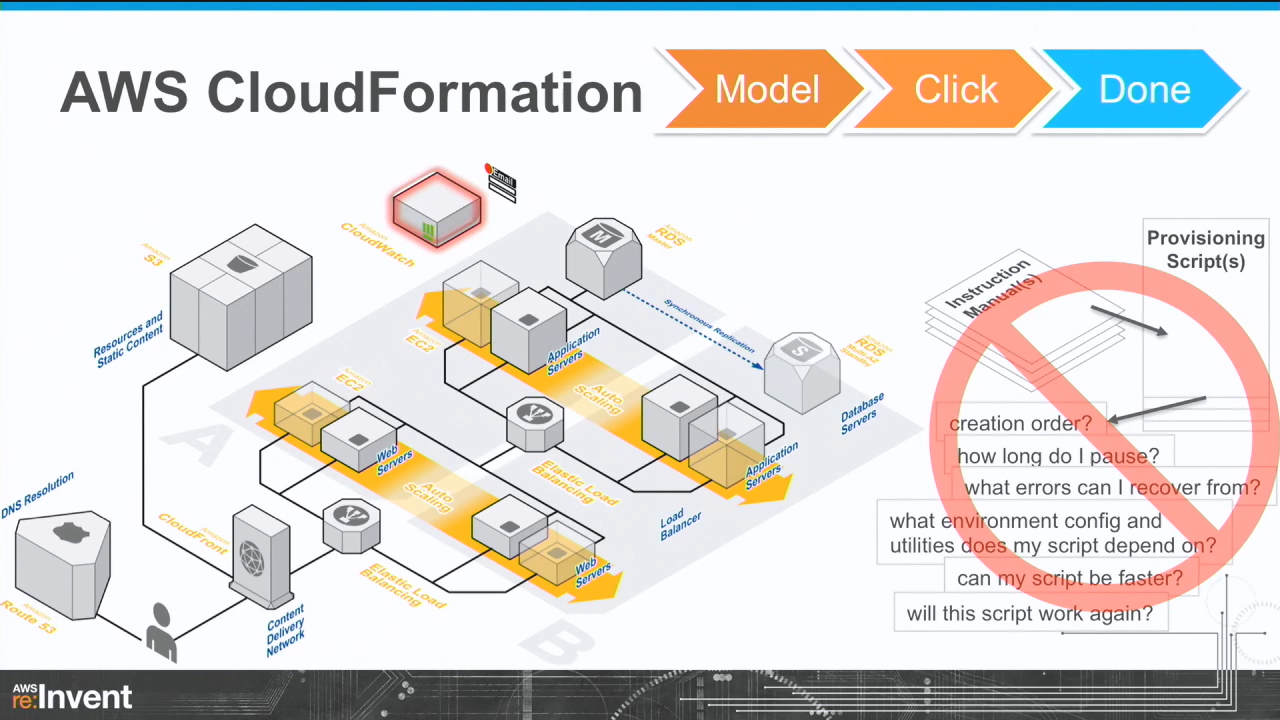 AWS CloudFormation
Model
Click
Done
Email
Amazon
CloudWatch
Amazon
S3
Resources and
Static Content
Amazon
RDS
Master
Synchronous Replication
Amazon
RDS
Multi-AZ
Standby
Database
Servers
Amazon
EC2
Application
Servers
Auto
Scaling
Application
Servers
Amazon
EC2
Web
Servers
Auto
Scaling
Web
Servers
Elastic Load
Balancing
Load
Balancer
Elastic Load
Balancing
DNS Resolution
Amazon
Route 53
Amazon
CloudFront
Content
Delivery
Network
A
B
M
S
Instruction
Manual(s)
Provisioning
Script(s)
creation order?
how long do I pause?
what errors can I recover from?
what environment config and
utilities does my script depend on?
can my script be faster?
will this script work again?
AWS
re:Invent